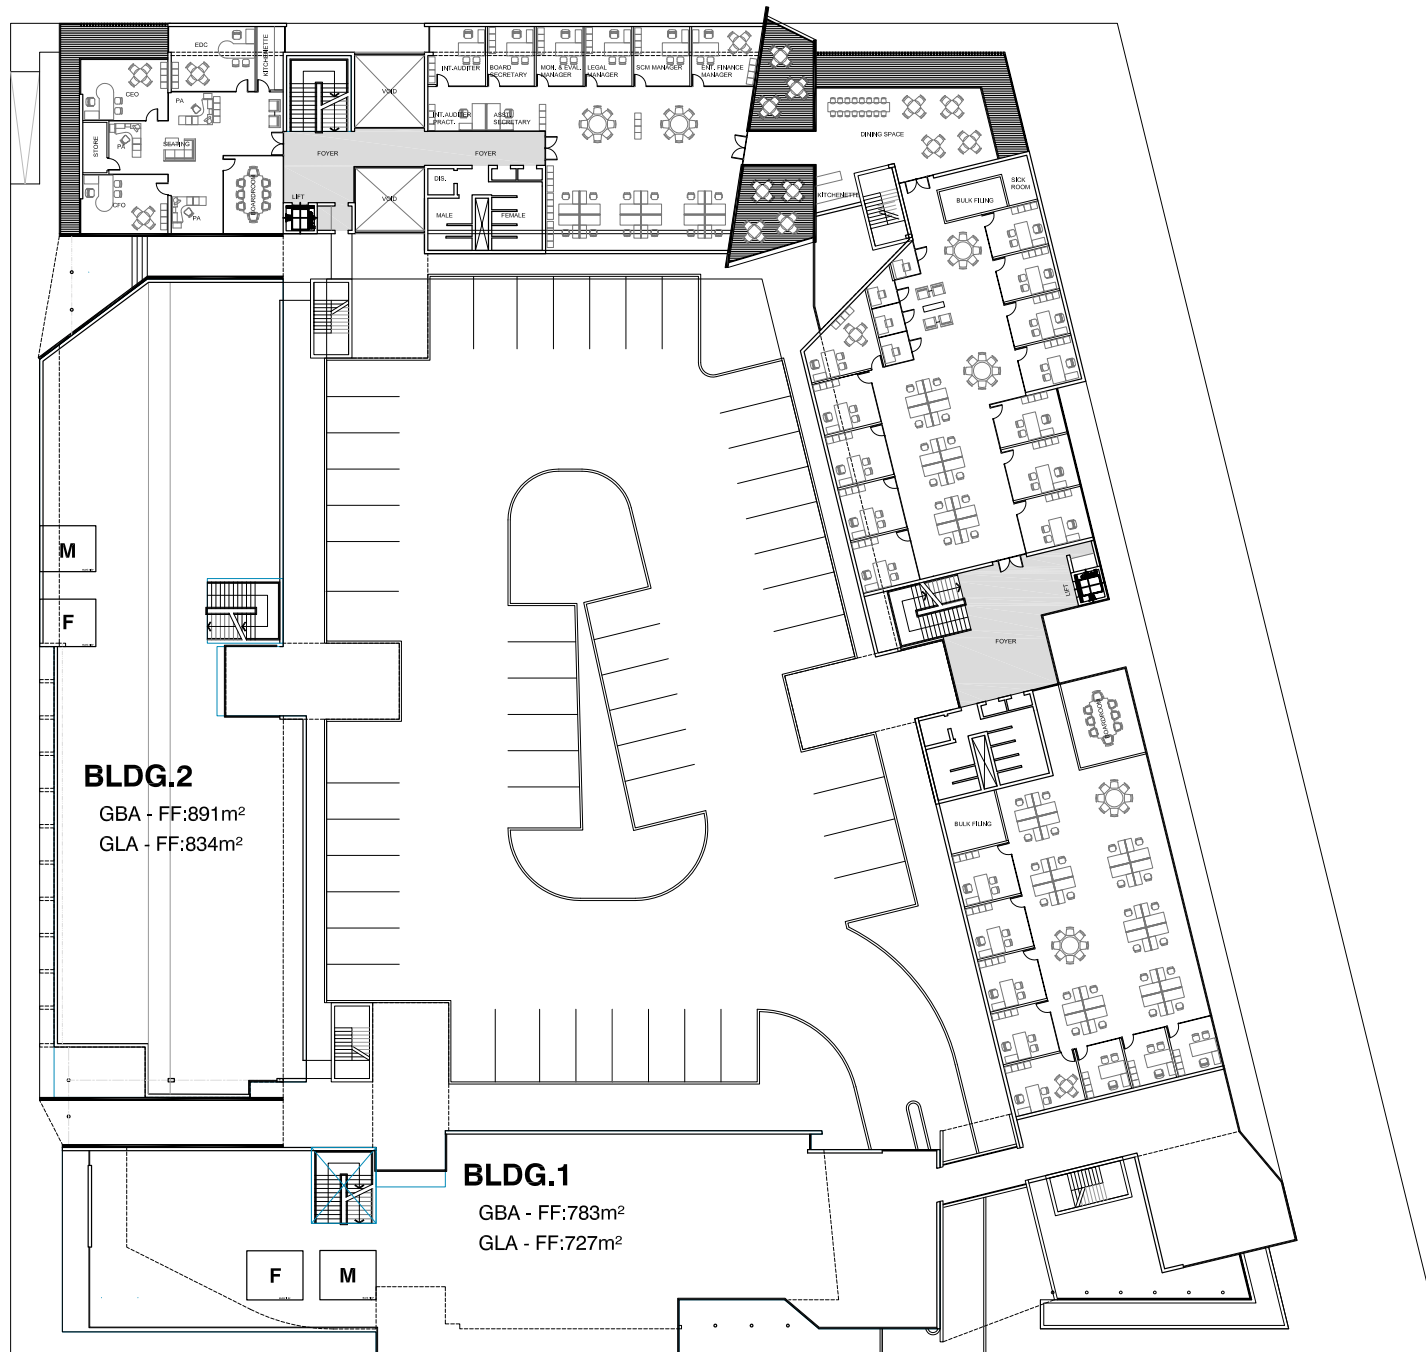 EDC
KITCHENETTE
CEO
PA
STORE
PA
SEATING
CFO
PA
BOARDROOM
LIFT
FOYER
VOID
VOID
FOYER
INT.AUDITER
BOARD
SECRETARY
MON. & EVAL.
MANAGER
LEGAL
MANAGER
SCM MANAGER
ENT. FINANCE
MANAGER
INT.AUDITER
PRACT.
ASSIT.
SECRETARY
DIS.
MALE
FEMALE
DINING SPACE
KITCHENETTE
BULK FILING
SICK
ROOM
LIFT
FOYER
BOARDROOM
BULK FILING
M
F
BLDG.2
GBA - FF:891m²
GLA - FF:834m²
BLDG.1
GBA - FF:783m²
GLA - FF:727m²
F
M